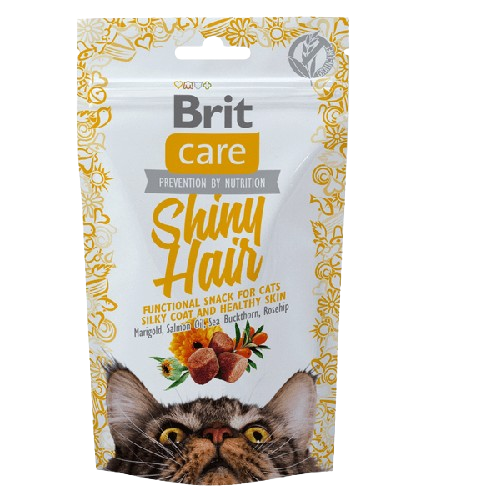 Brit
care
PREVENTION BY NUTRITION
Shiny
Hair
FUNCTIONAL SNACK FOR CATS
SILKY COAT AND HEALTHY SKIN
Marigold, Salmon Oil, Sea Buckthorn, Rosehip